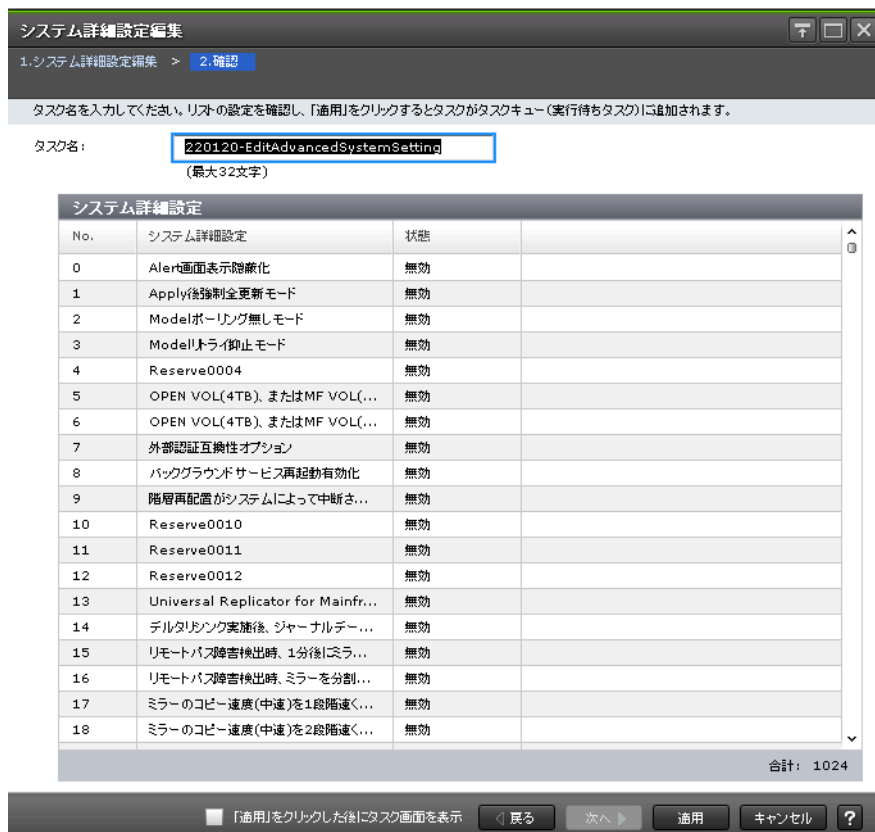 システム詳細設定編集
1.システム詳細設定編集 > 2.確認
タスク名を入力してください。リストの設定を確認し、「適用」をクリックするとタスクがタスクキュー(実行待ちタスク)に追加されます。
タスク名: 220120-EditAdvancedSystemSetting
(最大32文字)
システム詳細設定
No. システム詳細設定 状態
0 Alert画面表示隠蔽化 無効
1 Apply後強制全更新モード 無効
2 Modelポーリング無しモード 無効
3 Modelリトライ抑止モード 無効
4 Reserve0004 無効
5 OPEN VOL(4TB)、またはMF VOL(... 無効
6 OPEN VOL(4TB)、またはMF VOL(... 無効
7 外部認証互換性オプション 無効
8 バックグラウンドサービス再起動有効化 無効
9 階層再配置がシステムによって中断さ... 無効
10 Reserve0010 無効
11 Reserve0011 無効
12 Reserve0012 無効
13 Universal Replicator for Mainfr... 無効
14 デルタリシンク実施後、ジャーナルデー... 無効
15 リモートパス障害検出時、1分後にミラ... 無効
16 リモートパス障害検出時、ミラーを分割... 無効
17 ミラーのコピー速度(中速)を1段階速く... 無効
18 ミラーのコピー速度(中速)を2段階速く... 無効
合計: 1024
「適用」をクリックした後にタスク画面を表示 戻る 次へ 適用 キャンセル ?